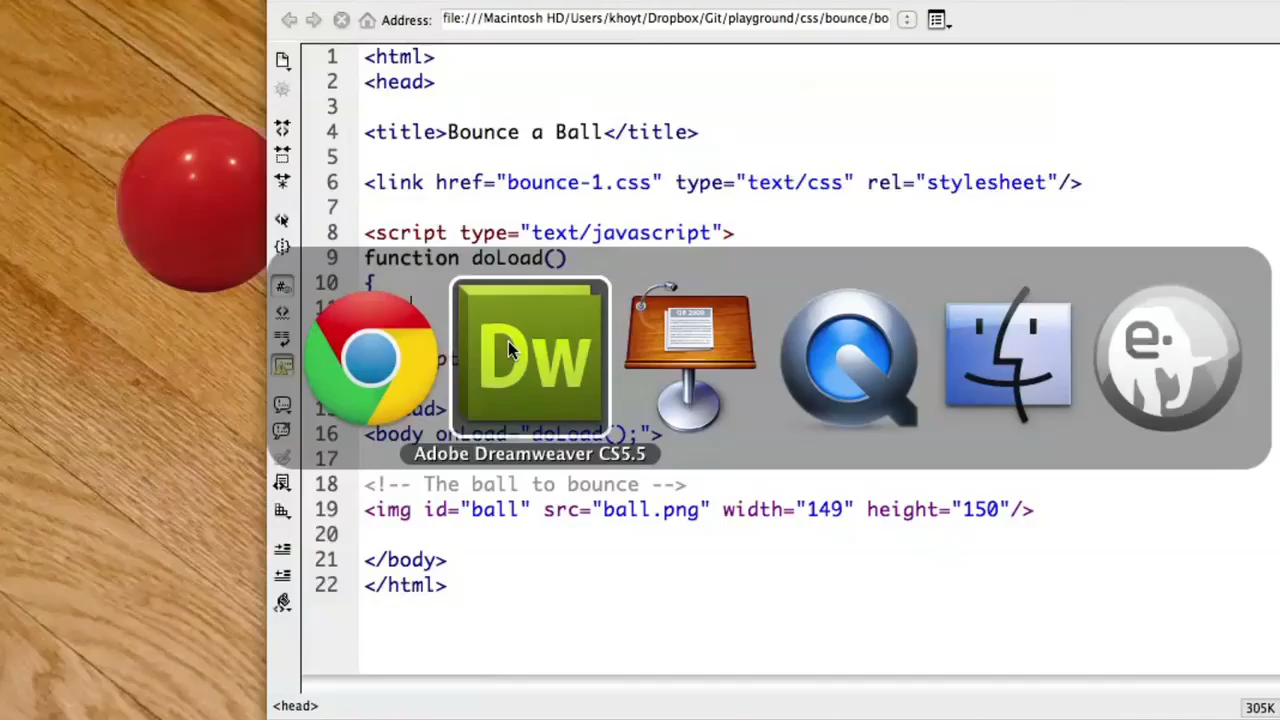 Address: file:///Macintosh HD/Users/khoyt/Dropbox/Git/playground/css/bounce/bo
1 <html>
2 <head>
3
4 <title>Bounce a Ball</title>
5
6 <link href="bounce-1.css" type="text/css" rel="stylesheet"/>
7
8 <script type="text/javascript">
9 function doLoad()
10 {
Dw
e.
Adobe Dreamweaver CS5.5
16 <body onLoad="doLoad();">
17
18 <!-- The ball to bounce -->
19 <img id="ball" src="ball.png" width="149" height="150"/>
20
21 </body>
22 </html>
<head>
305K